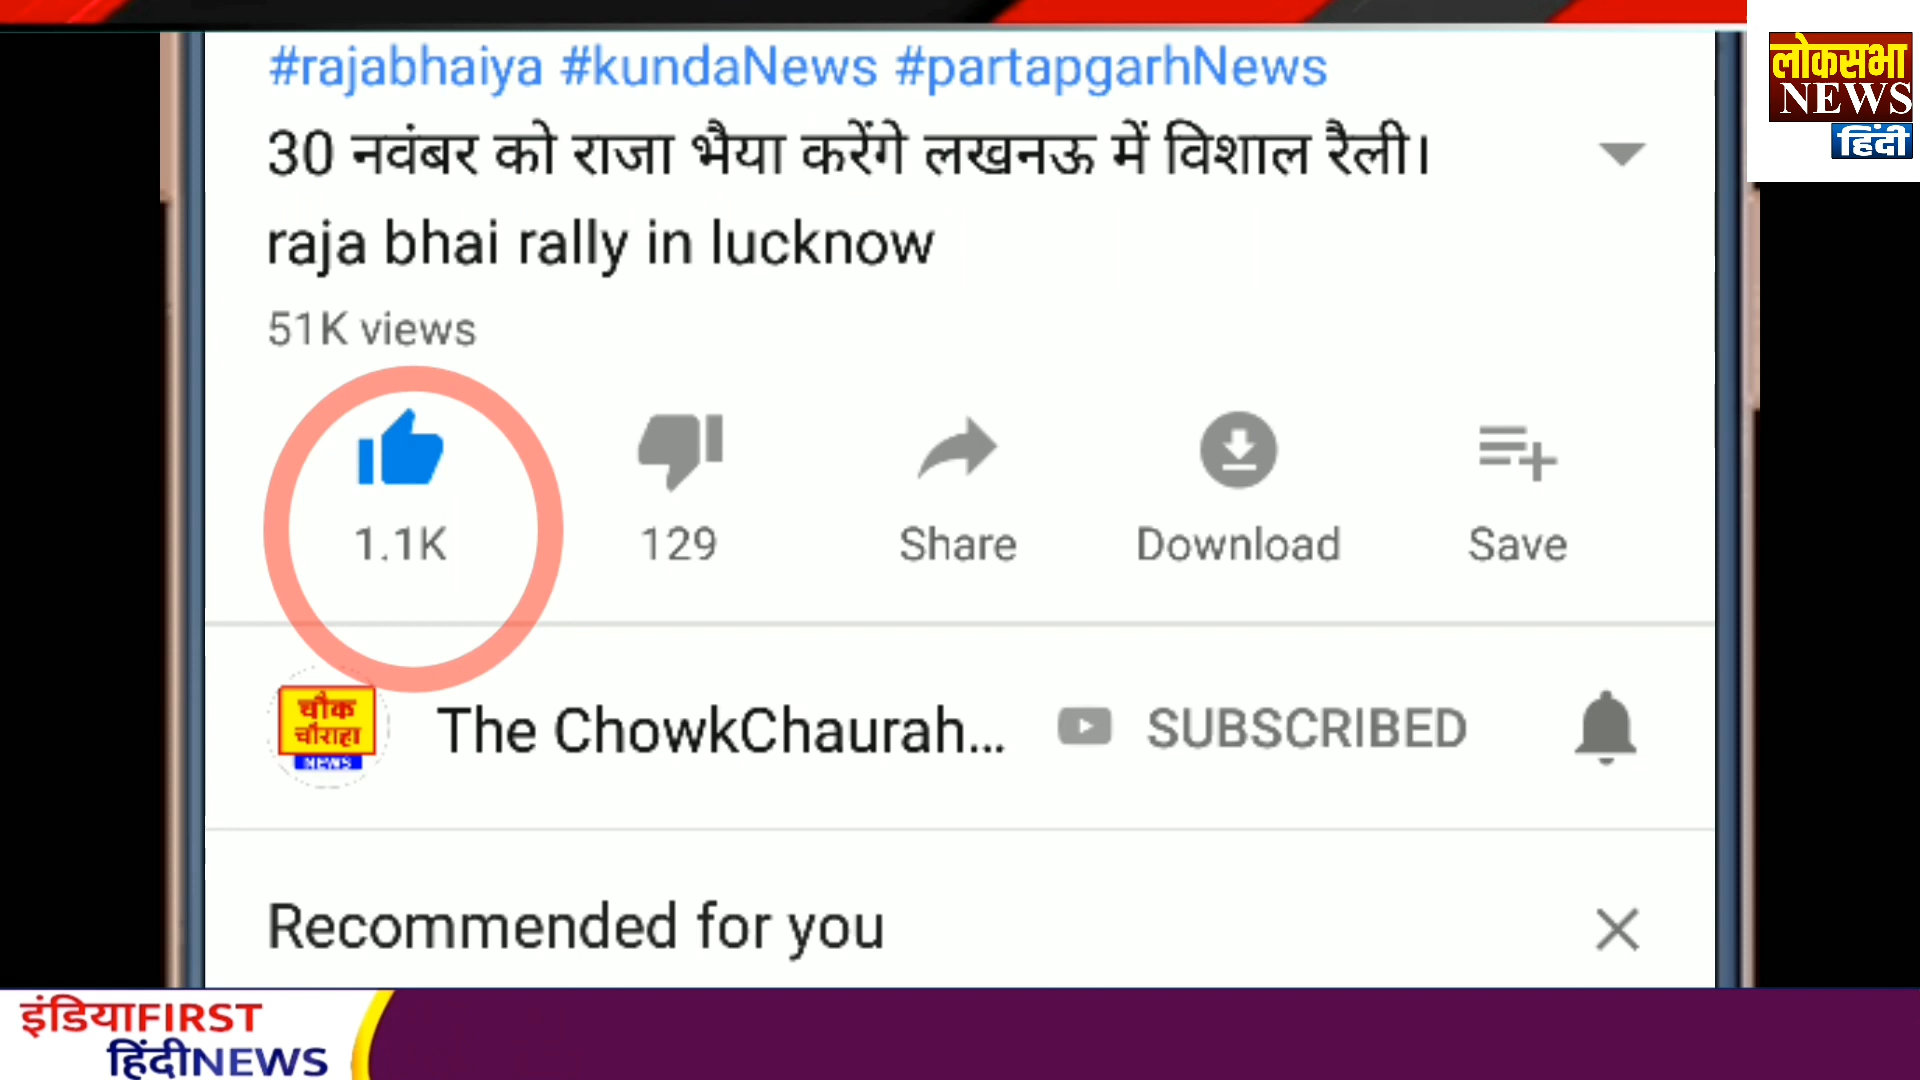 #rajabhaiya #kundaNews #partapgarhNews
30 नवंबर को राजा भैया करेंगे लखनऊ में विशाल रैली।
raja bhai rally in lucknow
51K views
1.1K 129 Share Download Save
चौक
चौराहा
NEWS
The ChowkChaurah... SUBSCRIBED
Recommended for you
लोकसभा
NEWS
हिंदी
इंडियाFIRST
हिंदीNEWS